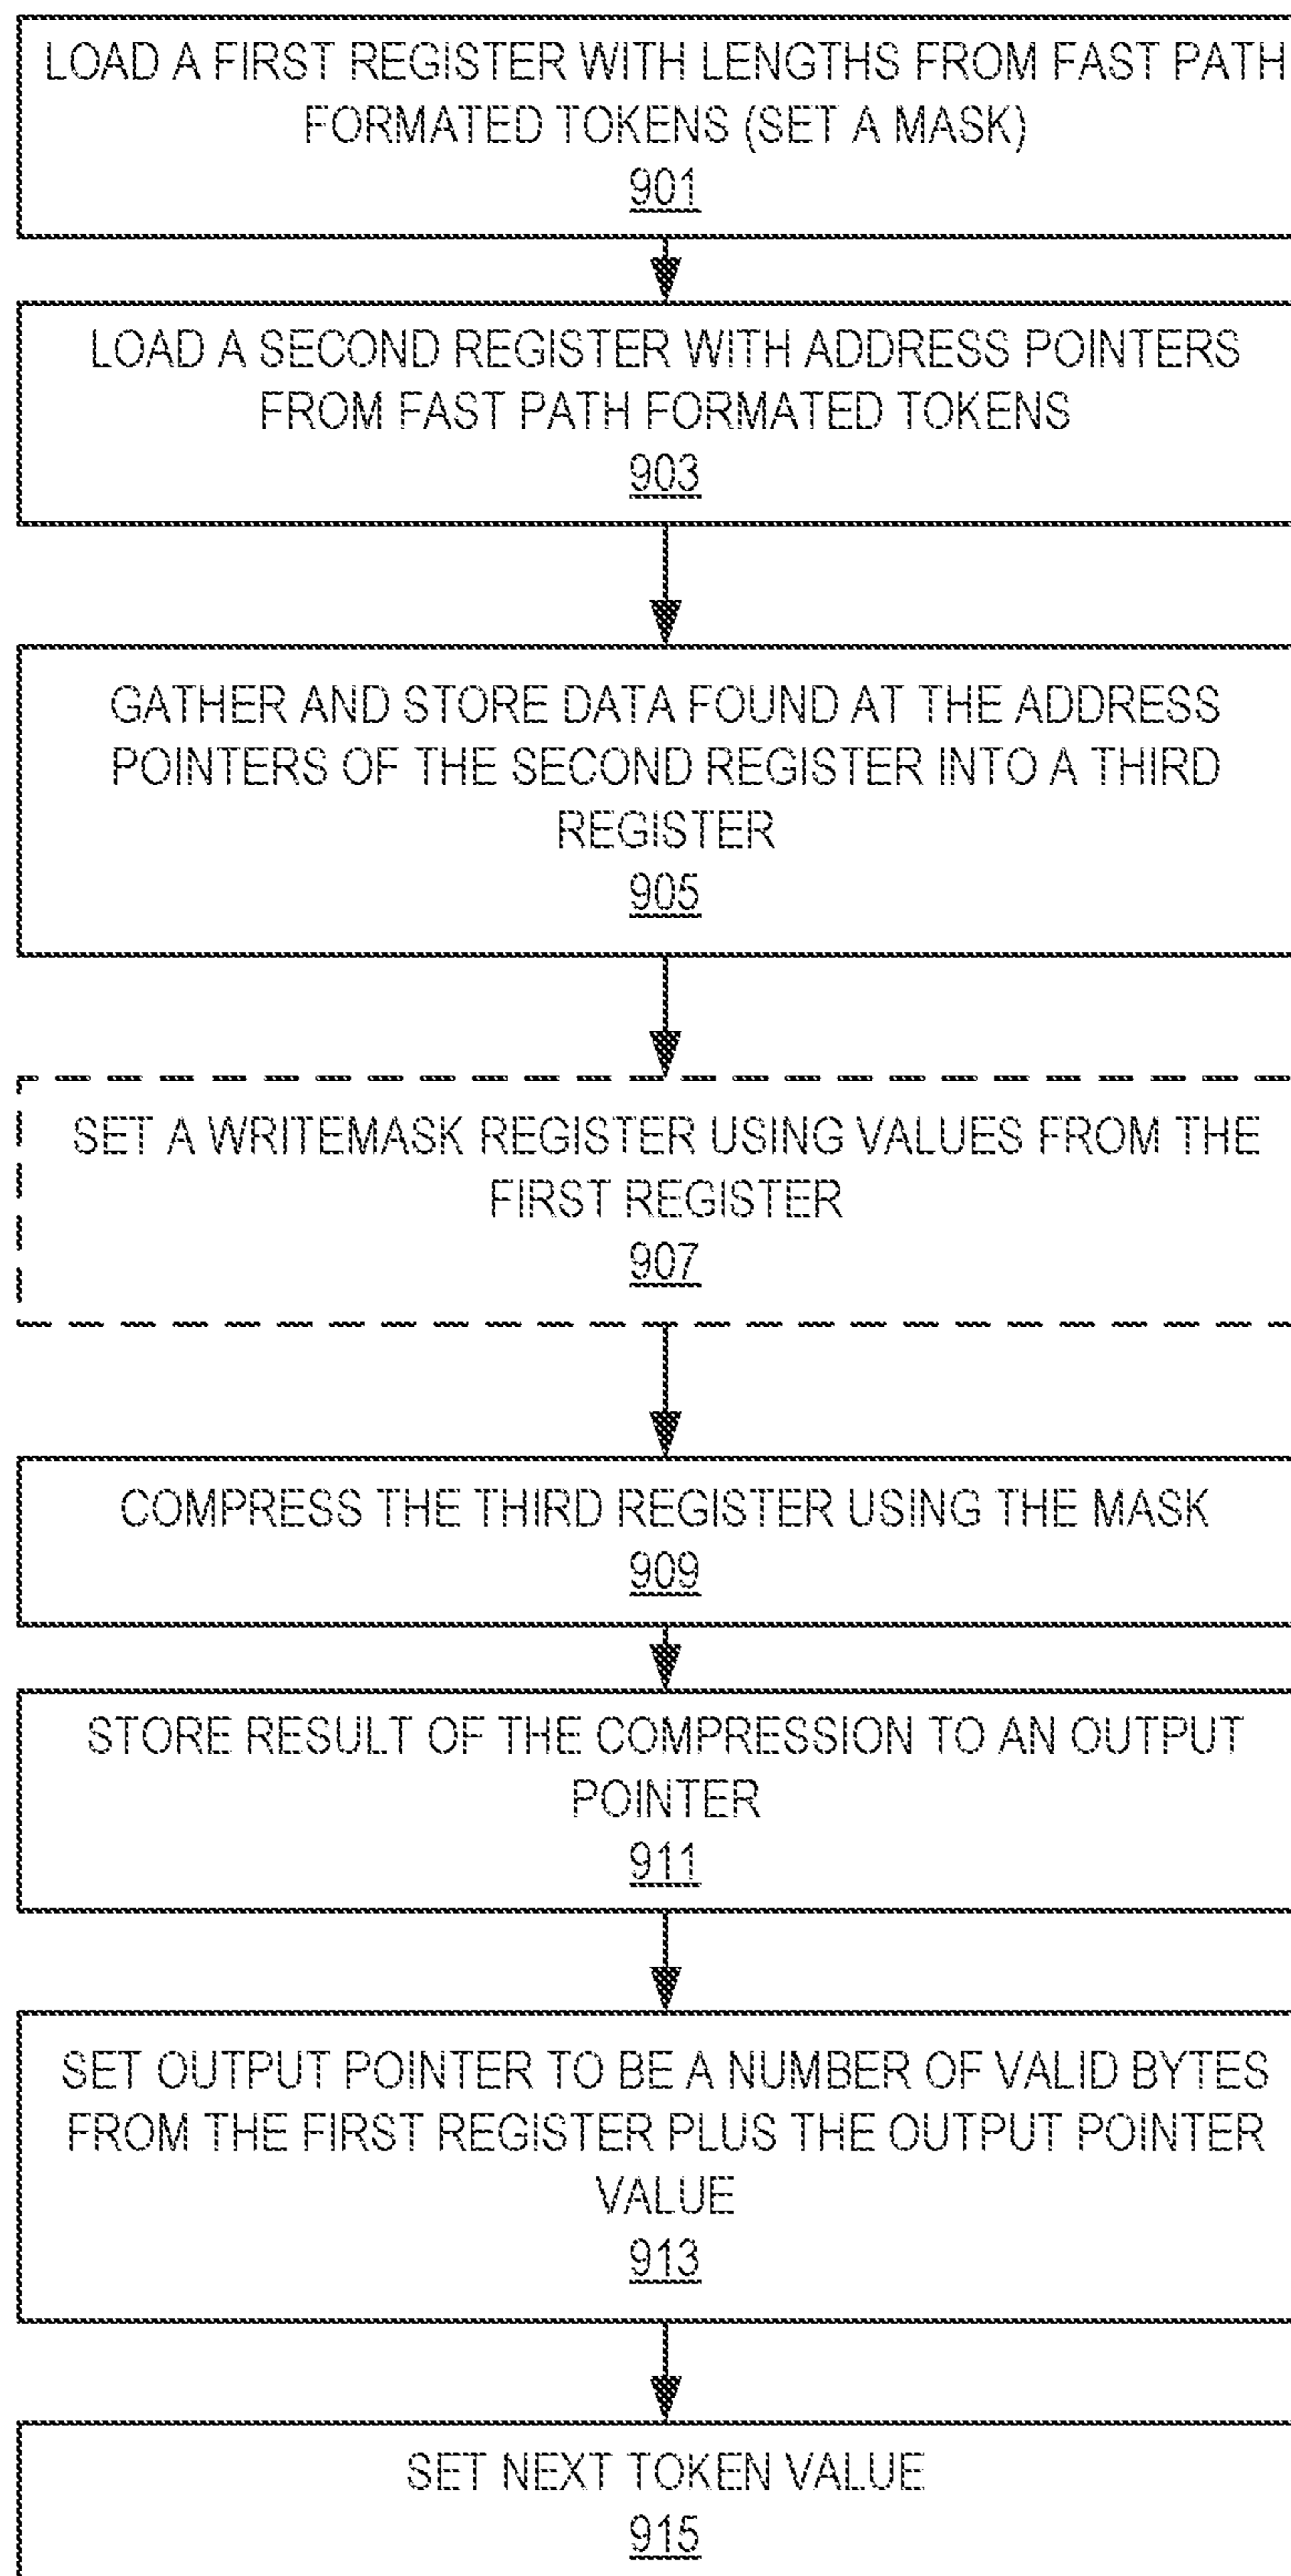 LOAD A FIRST REGISTER WITH LENGTHS FROM FAST PATH
FORMATED TOKENS (SET A MASK)
901
LOAD A SECOND REGISTER WITH ADDRESS POINTERS
FROM FAST PATH FORMATED TOKENS
903
GATHER AND STORE DATA FOUND AT THE ADDRESS
POINTERS OF THE SECOND REGISTER INTO A THIRD
REGISTER
905
SET A WRITEMASK REGISTER USING VALUES FROM THE
FIRST REGISTER
907
COMPRESS THE THIRD REGISTER USING THE MASK
909
STORE RESULT OF THE COMPRESSION TO AN OUTPUT
POINTER
911
SET OUTPUT POINTER TO BE A NUMBER OF VALID BYTES
FROM THE FIRST REGISTER PLUS THE OUTPUT POINTER
VALUE
913
SET NEXT TOKEN VALUE
915